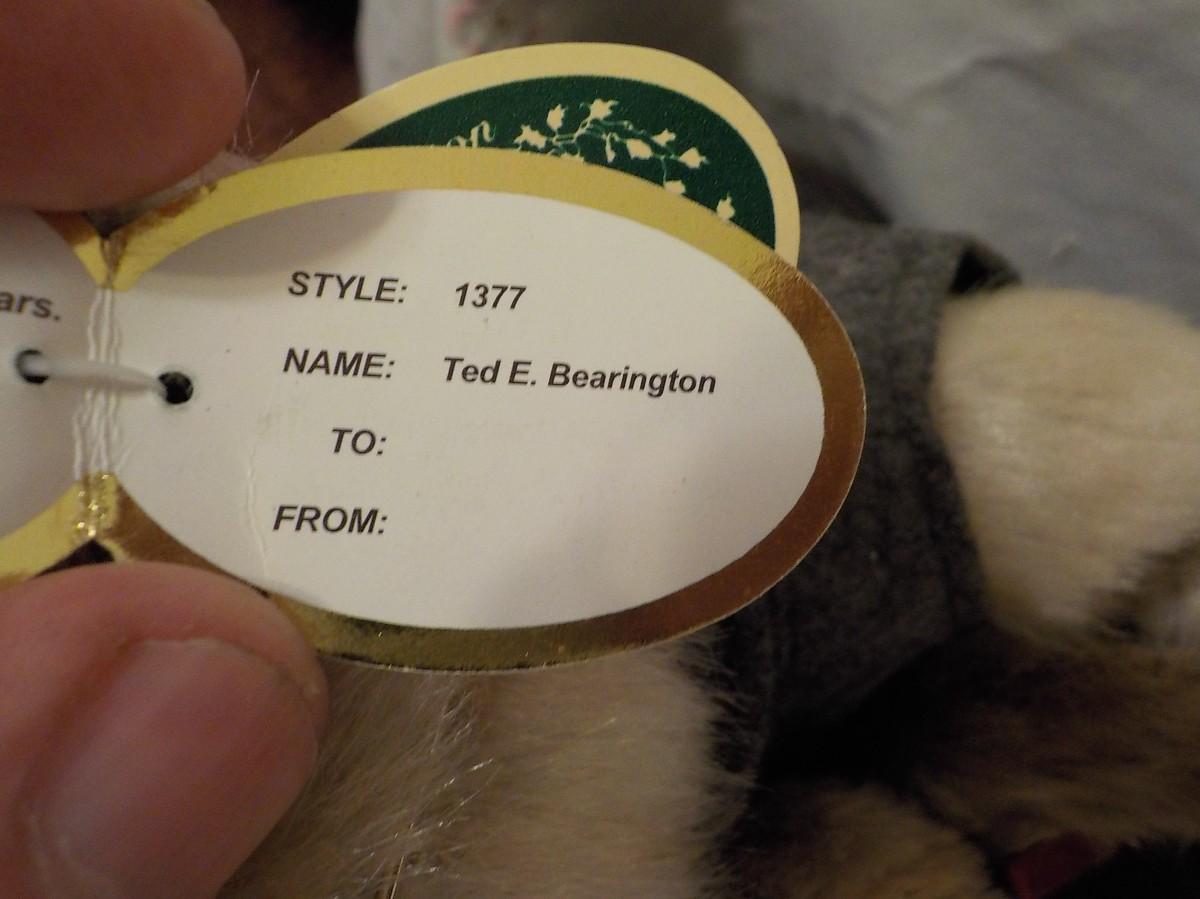 ars.
STYLE: 1377
NAME: Ted E. Bearington
TO:
FROM: